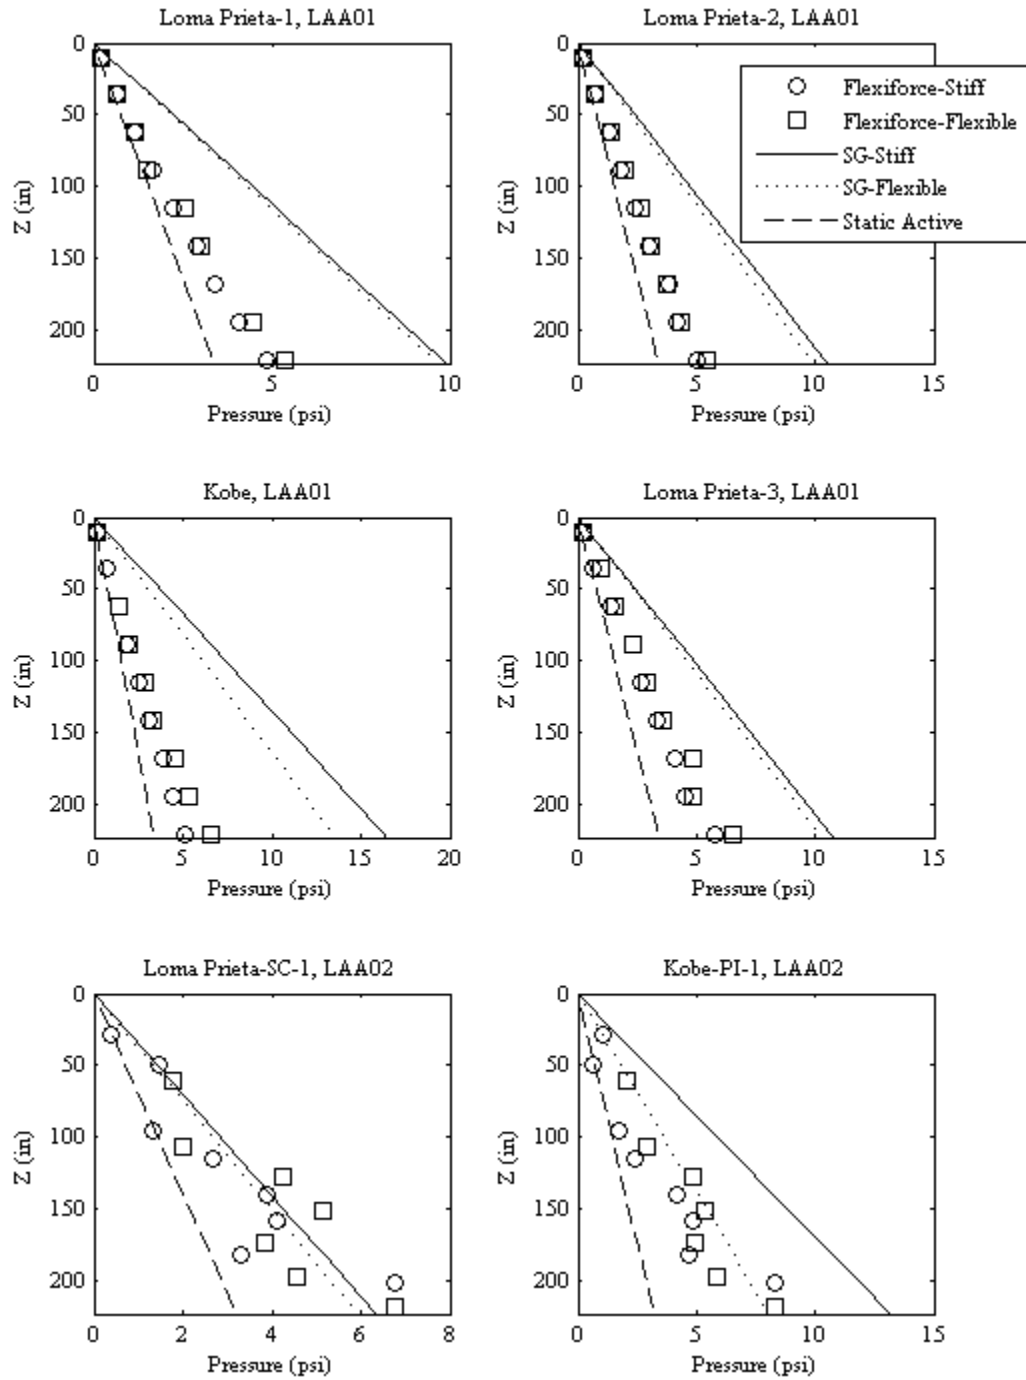 Loma Prieta-1, LAA01
0
50
100
150
200
Z (in)
0
5
10
Pressure (psi)
Loma Prieta-2, LAA01
0
50
100
150
200
Z (in)
0
5
10
15
Pressure (psi)
Flexiforce-Stiff
Flexiforce-Flexible
SG-Stiff
SG-Flexible
Static Active
Kobe, LAA01
0
50
100
150
200
Z (in)
0
5
10
15
20
Pressure (psi)
Loma Prieta-3, LAA01
0
50
100
150
200
Z (in)
0
5
10
15
Pressure (psi)
Loma Prieta-SC-1, LAA02
0
50
100
150
200
Z (in)
0
2
4
6
8
Pressure (psi)
Kobe-PI-1, LAA02
0
50
100
150
200
Z (in)
0
5
10
15
Pressure (psi)